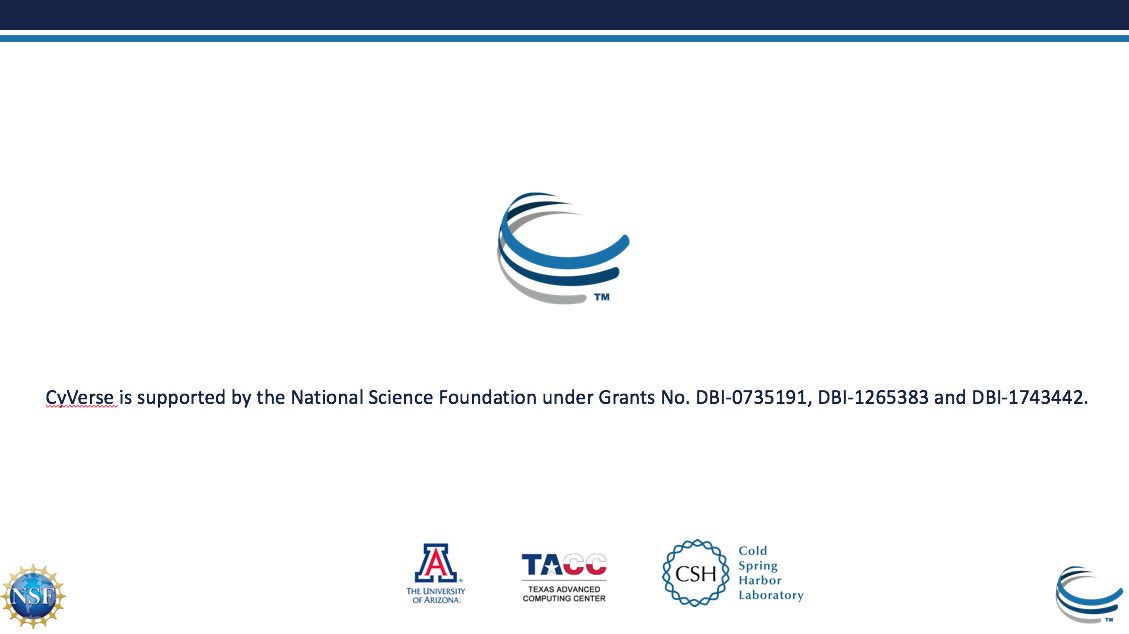 TM
CyVerse is supported by the National Science Foundation under Grants No. DBI-0735191, DBI-1265383 and DBI-1743442.
NSF
A
THE UNIVERSITY
OF ARIZONA.
TACC
TEXAS ADVANCED
COMPUTING CENTER
CSH
Cold
Spring
Harbor
Laboratory
TM